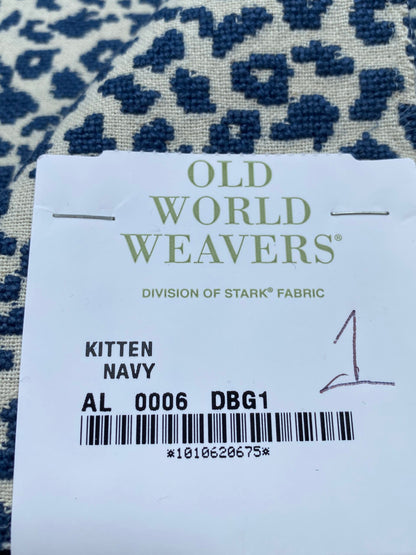 OLD
WORLD
WEAVERS®
DIVISION OF STARK® FABRIC
1
KITTEN
NAVY
AL 0006 DBG1
*1010620675*